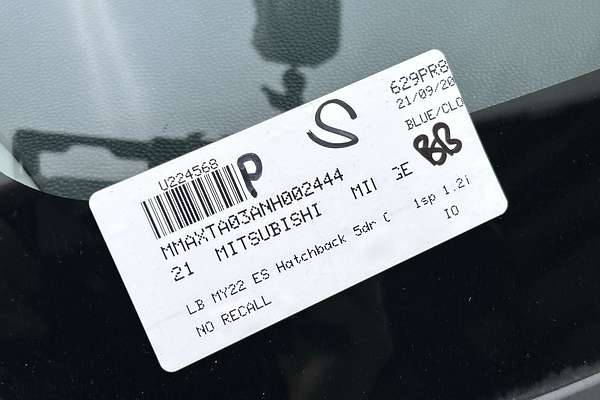 629PR8
S
21/09/20
U224568
P
BLUE/CLO
BB
MMAXTA03ANH002444
21 MITSUBISHI MI GE
LB MY22 ES Hatchback 5dr C 1sp 1.2i
NO RECALL IO